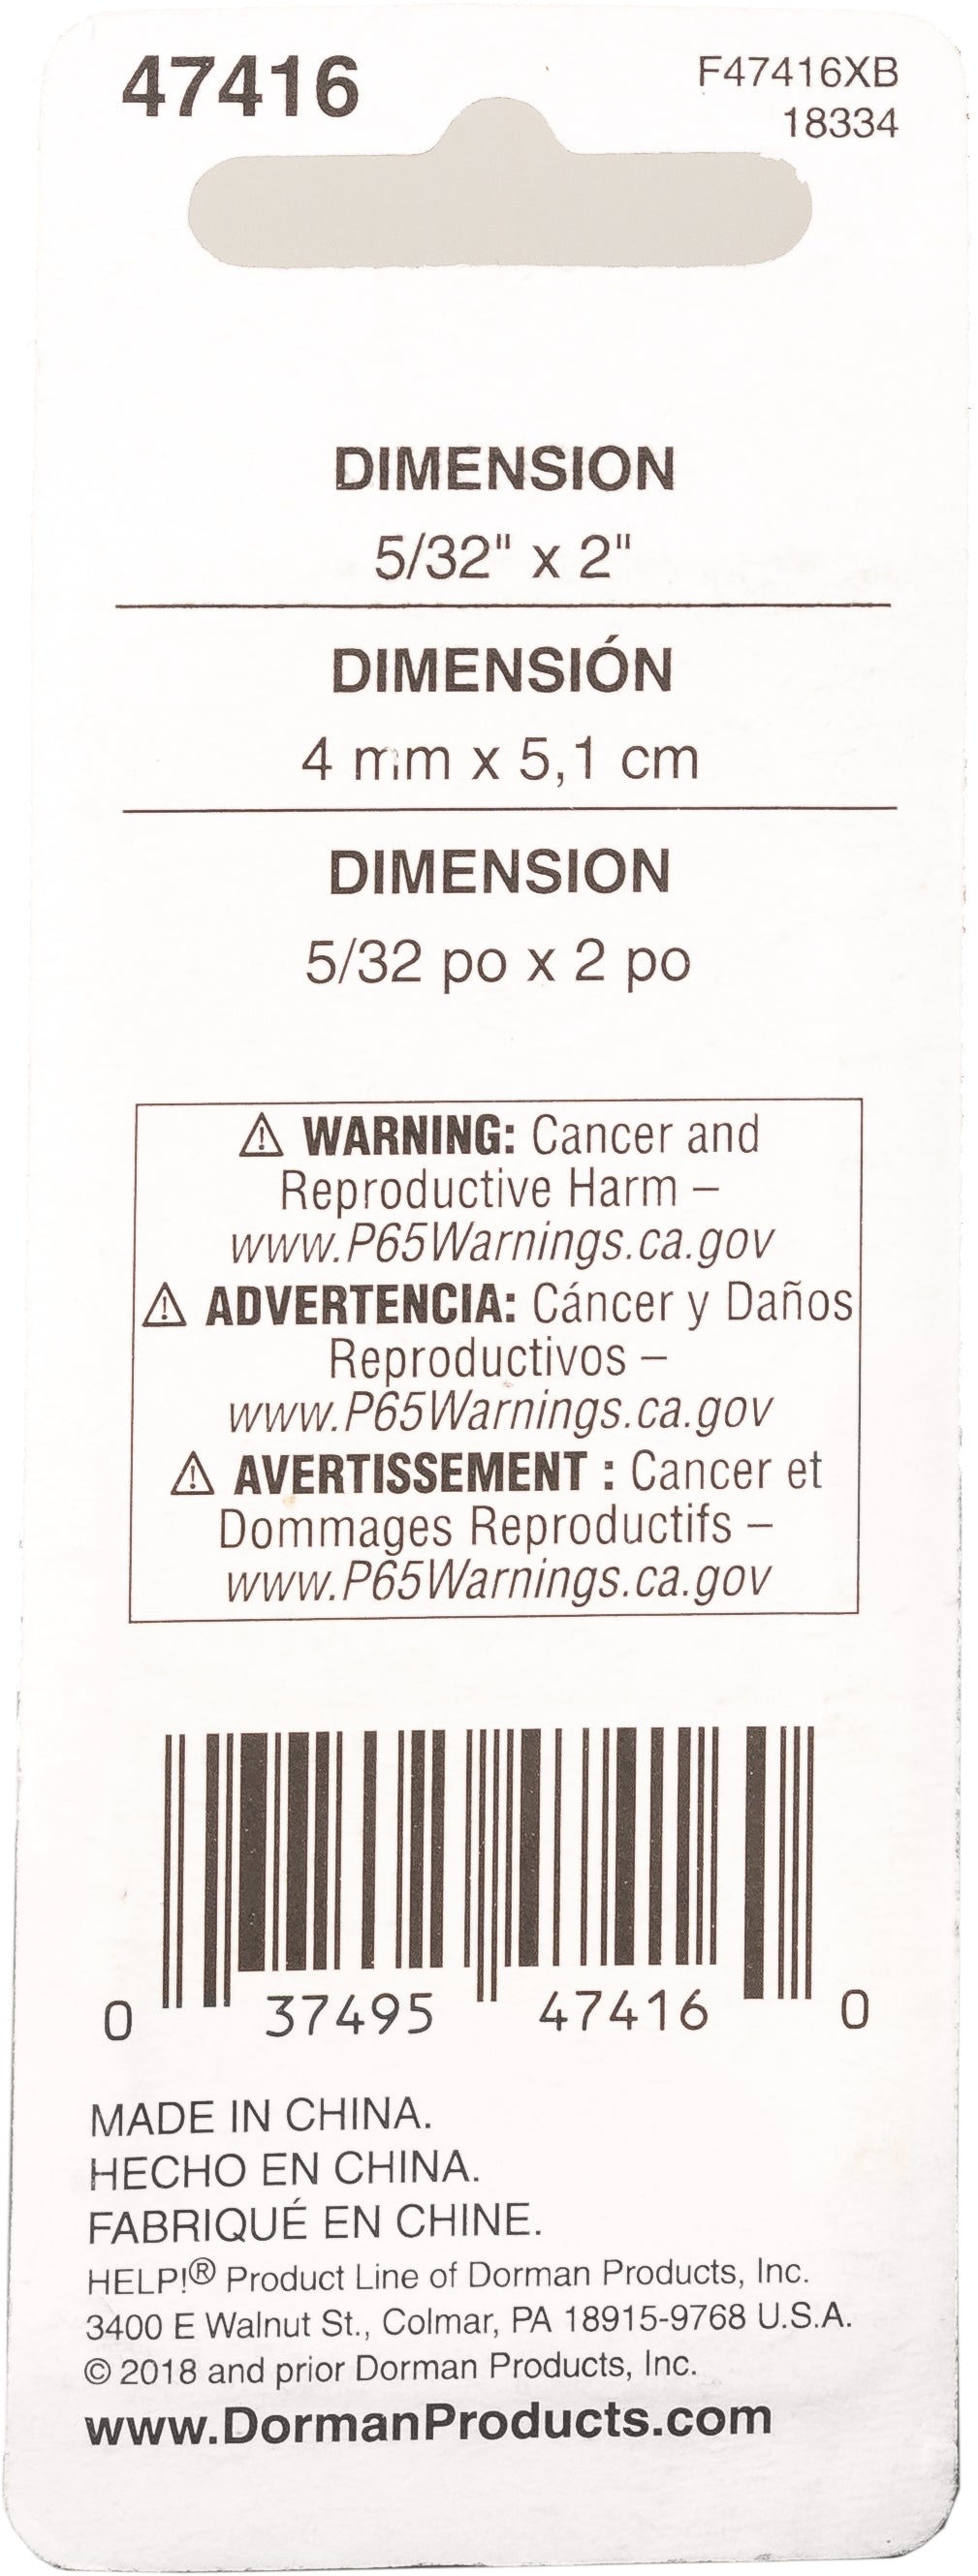 47416
F47416XB
18334
DIMENSION
5/32" x 2"
DIMENSIÓN
4 mm x 5,1 cm
DIMENSION
5/32 po x 2 po
⚠ WARNING: Cancer and
Reproductive Harm –
www.P65Warnings.ca.gov
⚠ ADVERTENCIA: Cáncer y Daños
Reproductivos –
www.P65Warnings.ca.gov
⚠ AVERTISSEMENT : Cancer et
Dommages Reproductifs –
www.P65Warnings.ca.gov
0 37495 47416 0
MADE IN CHINA.
HECHO EN CHINA.
FABRIQUÉ EN CHINE.
HELP!® Product Line of Dorman Products, Inc.
3400 E Walnut St., Colmar, PA 18915-9768 U.S.A.
© 2018 and prior Dorman Products, Inc.
www.DormanProducts.com